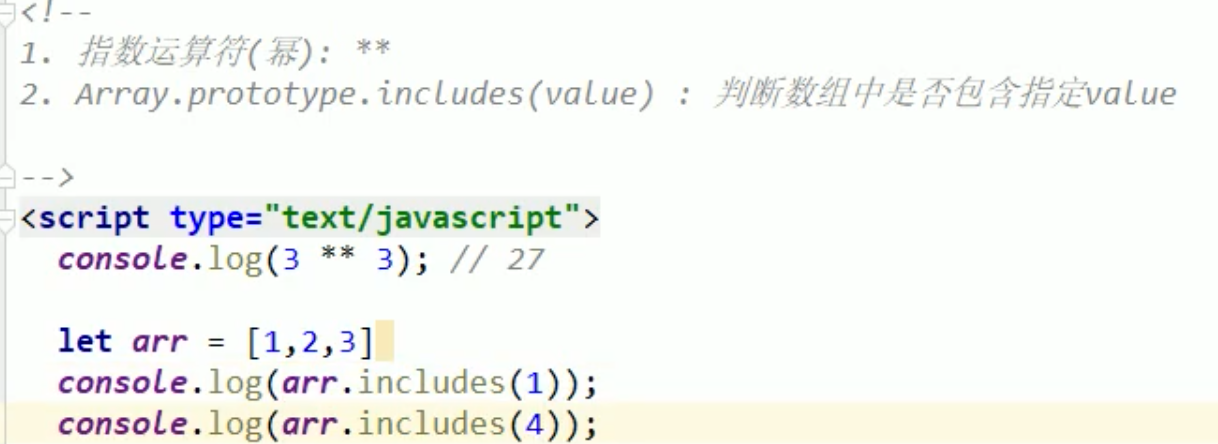 <!--
1. 指数运算符(幂): **
2. Array.prototype.includes(value) : 判断数组中是否包含指定value
-->
<script type="text/javascript">
console.log(3 ** 3); // 27
let arr = [1,2,3]
console.log(arr.includes(1));
console.log(arr.includes(4));